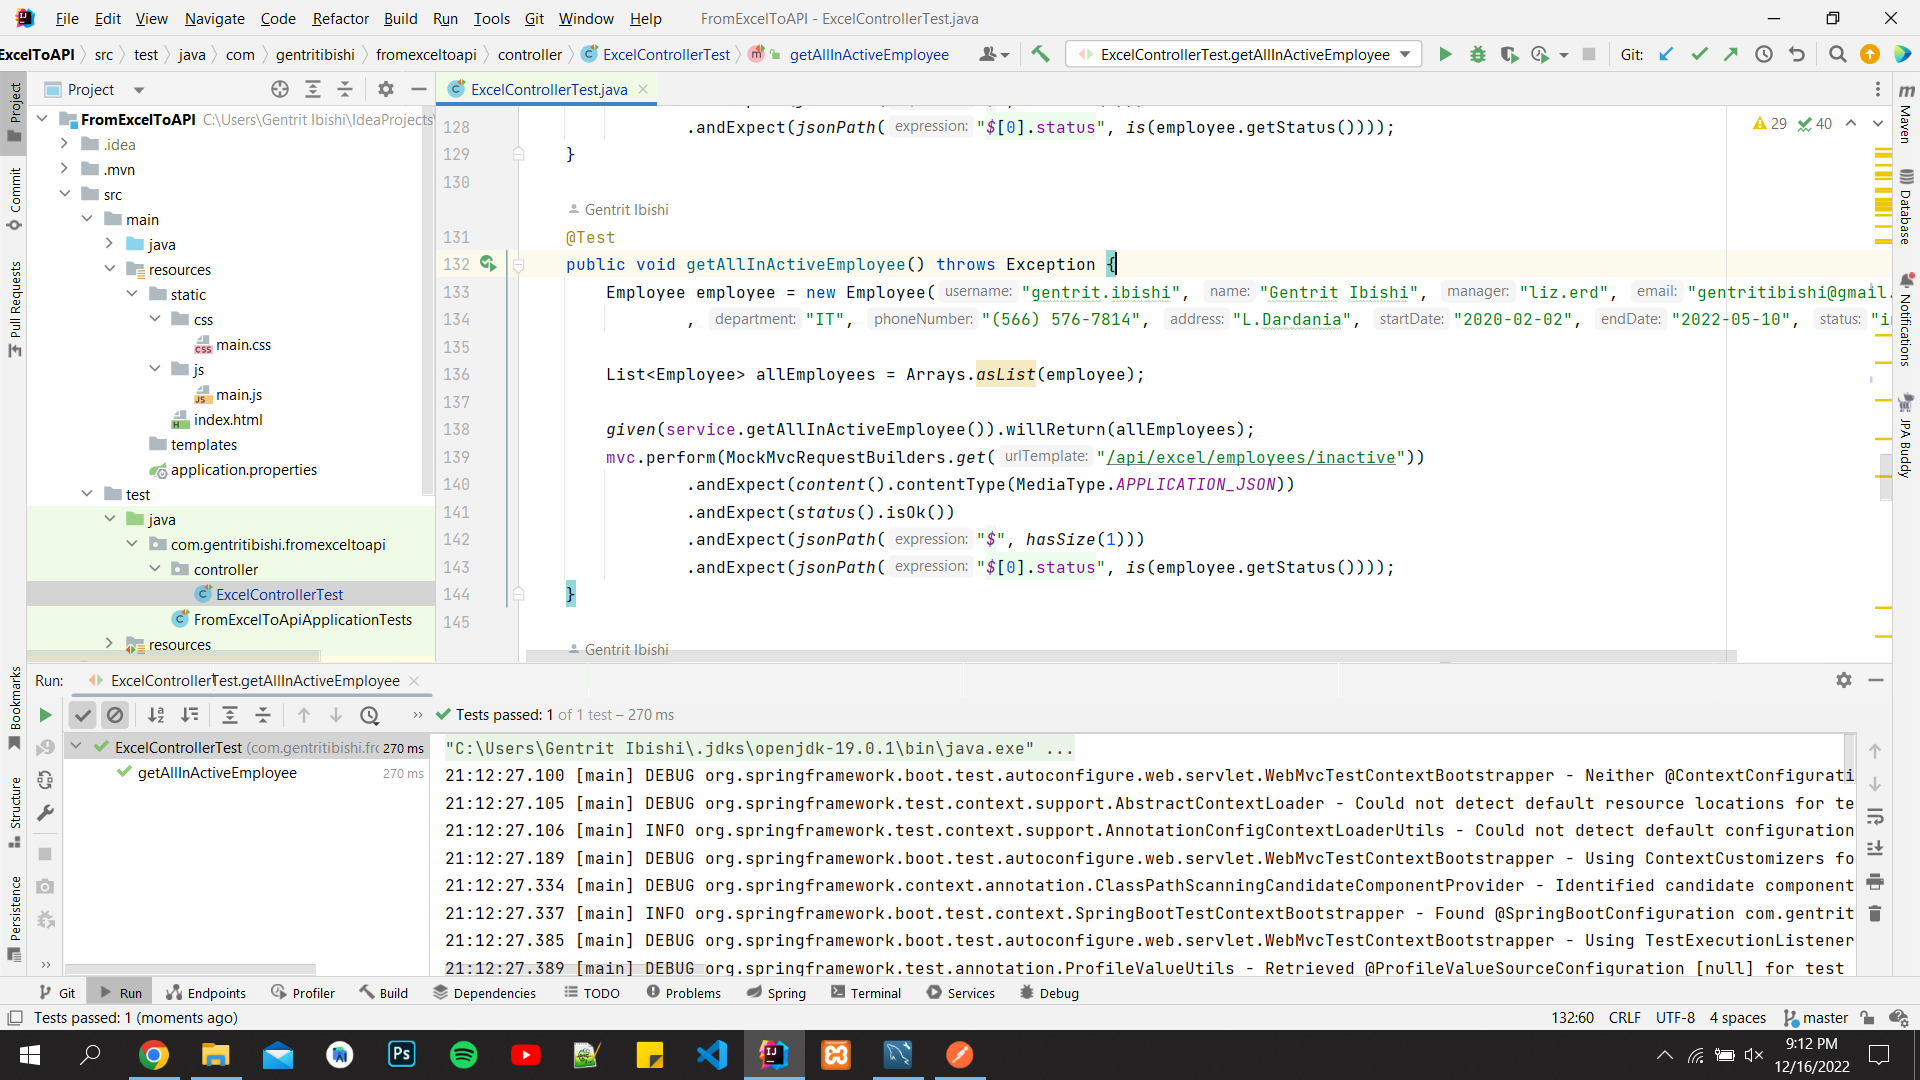 File Edit View Navigate Code Refactor Build Run Tools Git Window Help FromExcelToAPI - ExcelControllerTest.java
ExcelToAPI src test java com gentritibishi fromexceltoapi controller ExcelControllerTest getAllInActiveEmployee ExcelControllerTest.getAllInActiveEmployee Git:
Project
Commit
Pull Requests
Bookmarks
Structure
Persistence
Project
FromExcelToAPI C:\Users\Gentrit Ibishi\IdeaProjects\
.idea
.mvn
src
main
java
resources
static
css
main.css
js
main.js
index.html
templates
application.properties
test
java
com.gentritibishi.fromexceltoapi
controller
ExcelControllerTest
FromExcelToApiApplicationTests
resources
ExcelControllerTest.java
29 40
128 .andExpect(jsonPath( expression: "$[0].status", is(employee.getStatus())));
129 }
130
Gentrit Ibishi
131 @Test
132 public void getAllInActiveEmployee() throws Exception {
133 Employee employee = new Employee( username: "gentrit.ibishi", name: "Gentrit Ibishi", manager: "liz.erd", email: "gentritibishi@gmail.
134 , department: "IT", phoneNumber: "(566) 576-7814", address: "L.Dardania", startDate: "2020-02-02", endDate: "2022-05-10", status: "i
135
136 List<Employee> allEmployees = Arrays.asList(employee);
137
138 given(service.getAllInActiveEmployee()).willReturn(allEmployees);
139 mvc.perform(MockMvcRequestBuilders.get( urlTemplate: "/api/excel/employees/inactive"))
140 .andExpect(content().contentType(MediaType.APPLICATION_JSON))
141 .andExpect(status().isOk())
142 .andExpect(jsonPath( expression: "$", hasSize(1)))
143 .andExpect(jsonPath( expression: "$[0].status", is(employee.getStatus())));
144 }
145
Gentrit Ibishi
Maven
Database
Notifications
JPA Buddy
Run: ExcelControllerTest.getAllInActiveEmployee
Tests passed: 1 of 1 test – 270 ms
ExcelControllerTest (com.gentritibishi.fro 270 ms
getAllInActiveEmployee 270 ms
"C:\Users\Gentrit Ibishi\.jdks\openjdk-19.0.1\bin\java.exe" ...
21:12:27.100 [main] DEBUG org.springframework.boot.test.autoconfigure.web.servlet.WebMvcTestContextBootstrapper - Neither @ContextConfigurati
21:12:27.105 [main] DEBUG org.springframework.test.context.support.AbstractContextLoader - Could not detect default resource locations for te
21:12:27.106 [main] INFO org.springframework.test.context.support.AnnotationConfigContextLoaderUtils - Could not detect default configuration
21:12:27.189 [main] DEBUG org.springframework.boot.test.autoconfigure.web.servlet.WebMvcTestContextBootstrapper - Using ContextCustomizers fo
21:12:27.334 [main] DEBUG org.springframework.context.annotation.ClassPathScanningCandidateComponentProvider - Identified candidate component
21:12:27.337 [main] INFO org.springframework.boot.test.context.SpringBootTestContextBootstrapper - Found @SpringBootConfiguration com.gentrit
21:12:27.385 [main] DEBUG org.springframework.boot.test.autoconfigure.web.servlet.WebMvcTestContextBootstrapper - Using TestExecutionListener
21:12:27.389 [main] DEBUG org.springframework.test.annotation.ProfileValueUtils - Retrieved @ProfileValueSourceConfiguration [null] for test
Git Run Endpoints Profiler Build Dependencies TODO Problems Spring Terminal Services Debug
Tests passed: 1 (moments ago) 132:60 CRLF UTF-8 4 spaces master
9:12 PM
12/16/2022